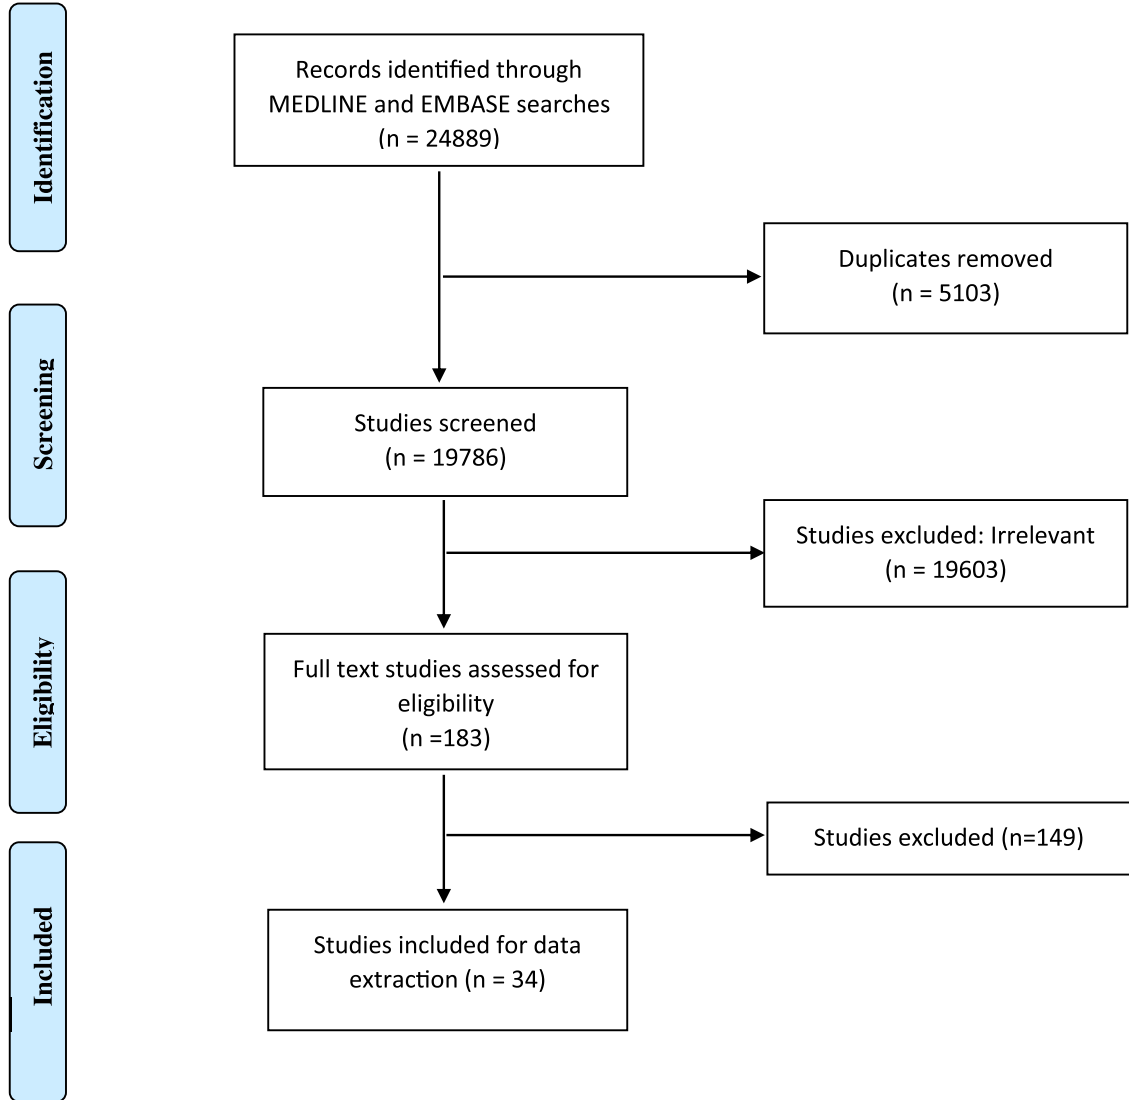 Identification
Records identified through
MEDLINE and EMBASE searches
(n = 24889)
Duplicates removed
(n = 5103)
Screening
Studies screened
(n = 19786)
Studies excluded: Irrelevant
(n = 19603)
Eligibility
Full text studies assessed for
eligibility
(n =183)
Studies excluded (n=149)
Included
Studies included for data
extraction (n = 34)